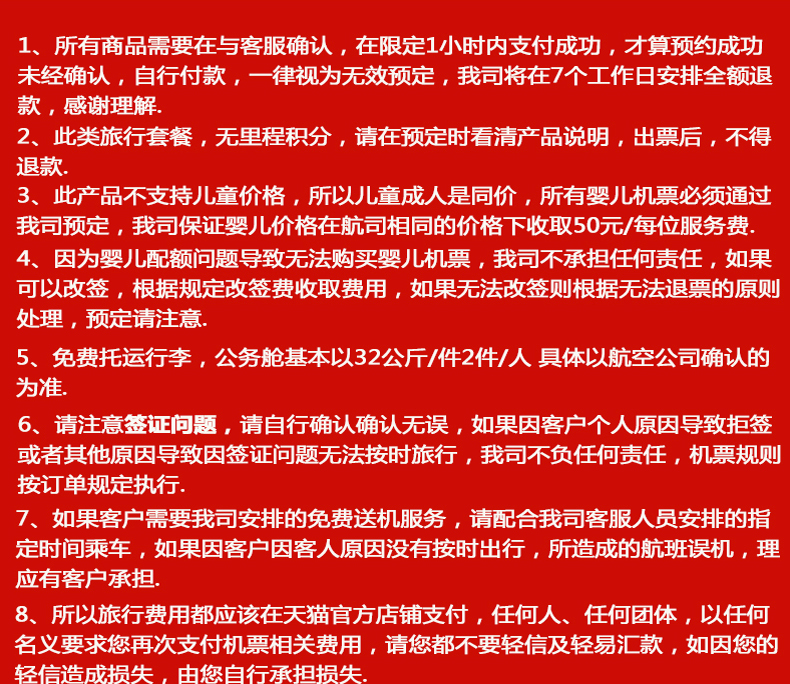 1、所有商品需要在与客服确认，在限定1小时内支付成功，才算预约成功
未经确认，自行付款，一律视为无效预定，我司将在7个工作日安排全额退
款，感谢理解.
2、此类旅行套餐，无里程积分，请在预定时看清产品说明，出票后，不得
退款.
3、此产品不支持儿童价格，所以儿童成人是同价，所有婴儿机票必须通过
我司预定，我司保证婴儿价格在航司相同的价格下收取50元/每位服务费.
4、因为婴儿配额问题导致无法购买婴儿机票，我司不承担任何责任，如果
可以改签，根据规定改签费收取费用，如果无法改签则根据无法退票的原则
处理，预定请注意.
5、免费托运行李，公务舱基本以32公斤/件2件/人 具体以航空公司确认的
为准.
6、请注意签证问题，请自行确认确认无误，如果因客户个人原因导致拒签
或者其他原因导致因签证问题无法按时旅行，我司不负任何责任，机票规则
按订单规定执行.
7、如果客户需要我司安排的免费送机服务，请配合我司客服人员安排的指
定时间乘车，如果因客户因客人原因没有按时出行，所造成的航班误机，理
应有客户承担.
8、所以旅行费用都应该在天猫官方店铺支付，任何人、任何团体，以任何
名义要求您再次支付机票相关费用，请您都不要轻信及轻易汇款，如因您的
轻信造成损失，由您自行承担损失.